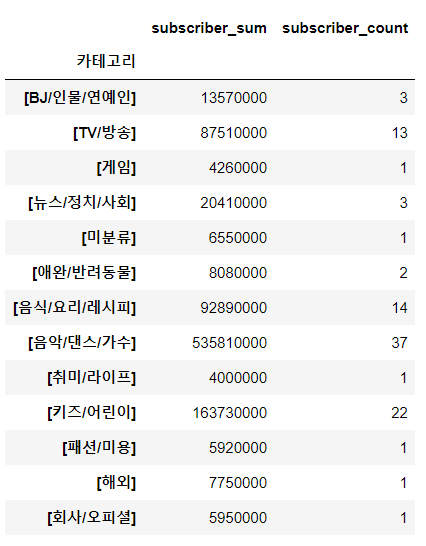 subscriber_sum subscriber_count
카테고리
[BJ/인물/연예인] 13570000 3
[TV/방송] 87510000 13
[게임] 4260000 1
[뉴스/정치/사회] 20410000 3
[미분류] 6550000 1
[애완/반려동물] 8080000 2
[음식/요리/레시피] 92890000 14
[음악/댄스/가수] 535810000 37
[취미/라이프] 4000000 1
[키즈/어린이] 163730000 22
[패션/미용] 5920000 1
[해외] 7750000 1
[회사/오피셜] 5950000 1